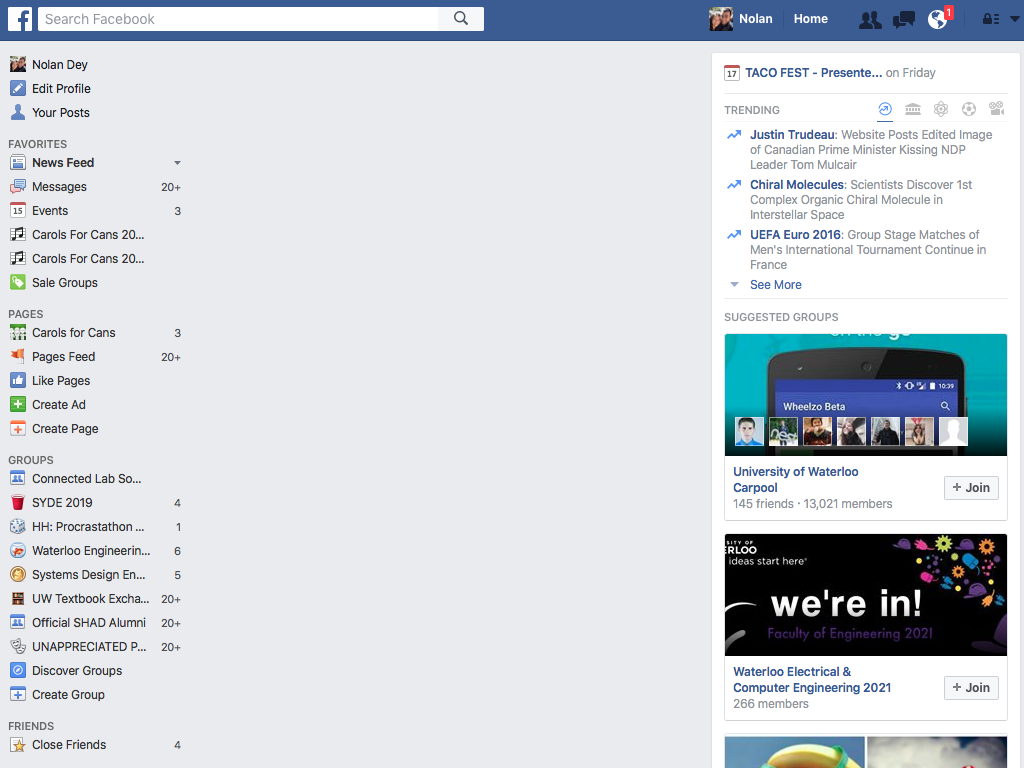 f
Search Facebook
Nolan
Home
1
Nolan Dey
Edit Profile
Your Posts
FAVORITES
News Feed
Messages 20+
15
Events 3
Carols For Cans 20...
Carols For Cans 20...
Sale Groups
PAGES
Carols for Cans 3
Pages Feed 20+
Like Pages
Create Ad
Create Page
GROUPS
Connected Lab So...
SYDE 2019 4
HH: Procrastathon ... 1
Waterloo Engineerin... 6
Systems Design En... 5
UW Textbook Excha... 20+
Official SHAD Alumni 20+
UNAPPRECIATED P... 20+
Discover Groups
Create Group
FRIENDS
Close Friends 4
17
TACO FEST - Presente... on Friday
TRENDING
Justin Trudeau: Website Posts Edited Image
of Canadian Prime Minister Kissing NDP
Leader Tom Mulcair
Chiral Molecules: Scientists Discover 1st
Complex Organic Chiral Molecule in
Interstellar Space
UEFA Euro 2016: Group Stage Matches of
Men's International Tournament Continue in
France
See More
SUGGESTED GROUPS
on the go
10:39
Wheelzo Beta
University of Waterloo
Carpool
145 friends · 13,021 members
+ Join
SITY OF
ERLOO
ideas start here*
we're in!
Faculty of Engineering 2021
Waterloo Electrical &
Computer Engineering 2021
266 members
+ Join